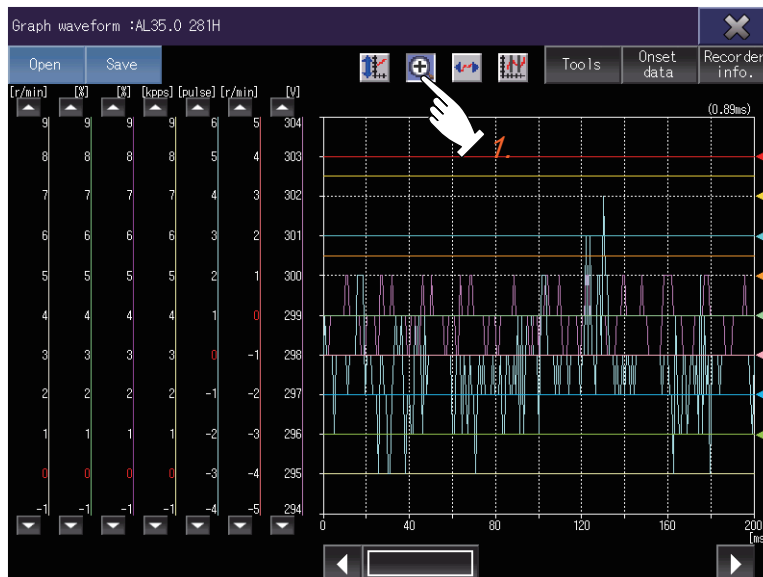 Graph waveform :AL35.0 281H
Open Save Tools Onset data Recorder info.
[r/min] [%] [%] [kpps] [pulse] [r/min] [V]
(0.89ms)
1.
9 9 9 9 6 5 304
8 8 8 8 5 4 303
7 7 7 7 4 3 302
6 6 6 6 3 2 301
5 5 5 5 2 1 300
4 4 4 4 1 0 299
3 3 3 3 0 -1 298
2 2 2 2 -1 -2 297
1 1 1 1 -2 -3 296
0 0 0 0 -3 -4 295
-1 -1 -1 -1 -4 -5 294
0 40 80 120 160 200
[ms